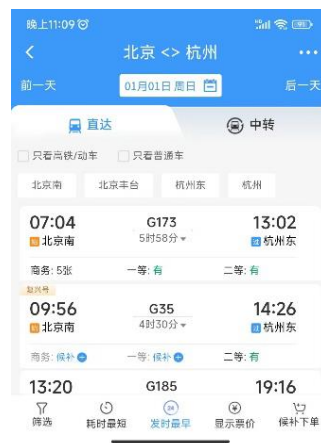 晚上11:09
北京 <> 杭州
前一天 01月01日 周日 后一天
直达 中转
只看高铁/动车 只看普通车
北京南 北京丰台 杭州东 杭州
07:04 G173 13:02
始 北京南 5时58分 过 杭州东
商务: 5张 一等: 有 二等: 有
复兴号
09:56 G35 14:26
始 北京南 4时30分 杭州东
商务: 候补 一等: 候补 二等: 有
13:20 G185 19:16
筛选 耗时最短 发时最早 显示票价 候补下单